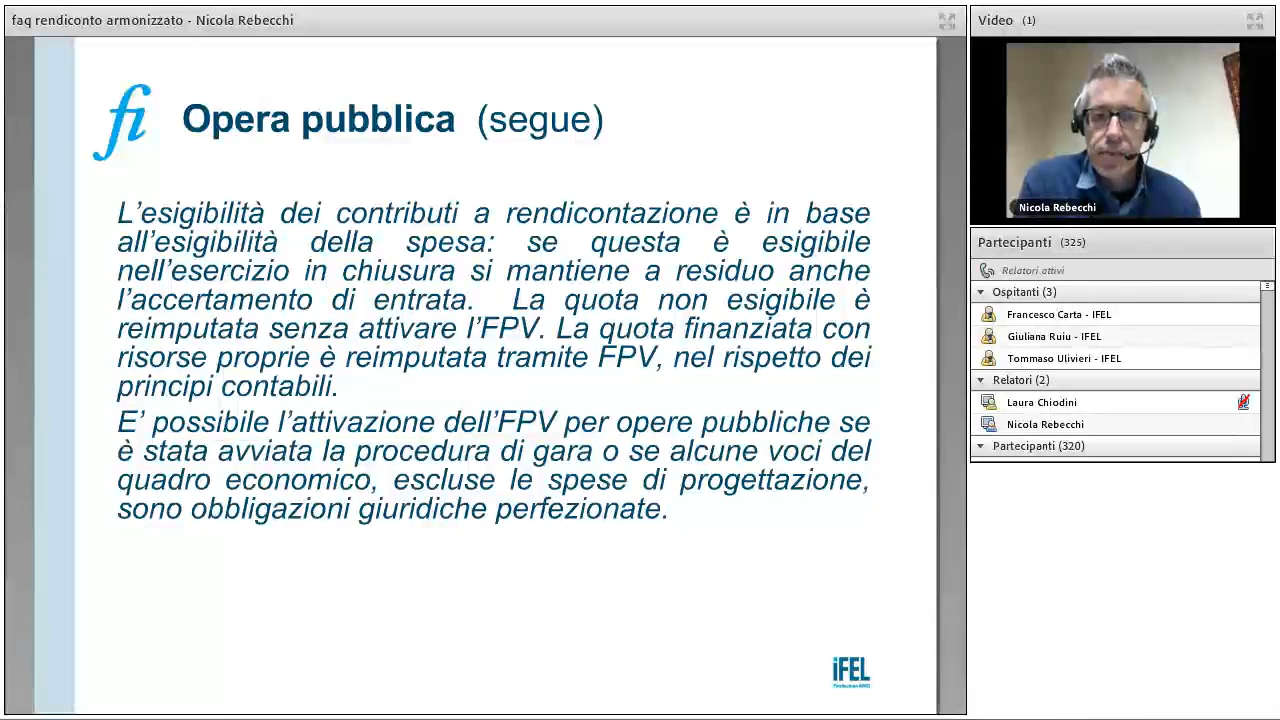 faq rendiconto armonizzato - Nicola Rebecchi
fi Opera pubblica (segue)
L'esigibilità dei contributi a rendicontazione è in base
all'esigibilità della spesa: se questa è esigibile
nell'esercizio in chiusura si mantiene a residuo anche
l'accertamento di entrata. La quota non esigibile è
reimputata senza attivare l'FPV. La quota finanziata con
risorse proprie è reimputata tramite FPV, nel rispetto dei
principi contabili.
E' possibile l'attivazione dell'FPV per opere pubbliche se
è stata avviata la procedura di gara o se alcune voci del
quadro economico, escluse le spese di progettazione,
sono obbligazioni giuridiche perfezionate.
iFEL
Fondazione ANCI
Video (1)
Nicola Rebecchi
Partecipanti (325)
Relatori attivi
Ospitanti (3)
Francesco Carta - IFEL
Giuliana Ruiu - IFEL
Tommaso Ulivieri - IFEL
Relatori (2)
Laura Chiodini
Nicola Rebecchi
Partecipanti (320)